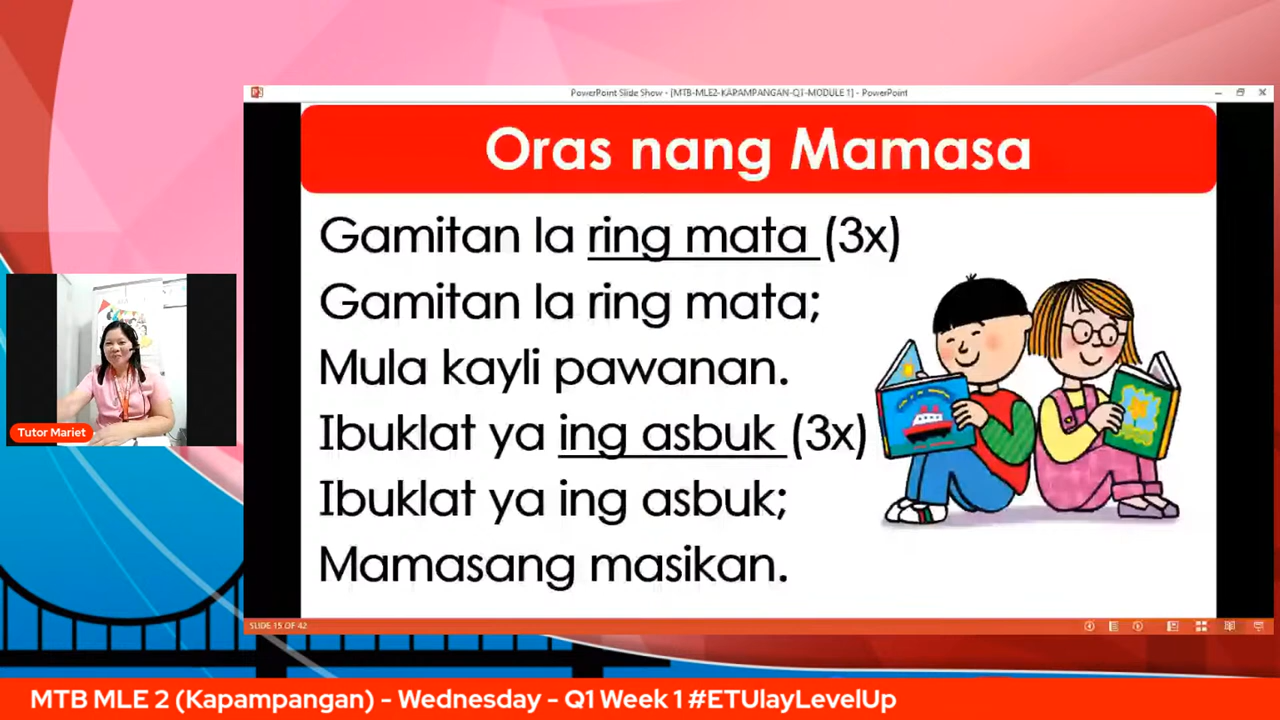 PowerPoint Slide Show - [MTB-MLE2-KAPAMPANGAN-Q1-MODULE 1] - PowerPoint
Oras nang Mamasa
Gamitan la ring mata (3x)
Gamitan la ring mata;
Mula kayli pawanan.
Ibuklat ya ing asbuk (3x)
Ibuklat ya ing asbuk;
Mamasang masikan.
Tutor Mariet
SLIDE 15 OF 42
MTB MLE 2 (Kapampangan) - Wednesday - Q1 Week 1 #ETUlayLevelUp